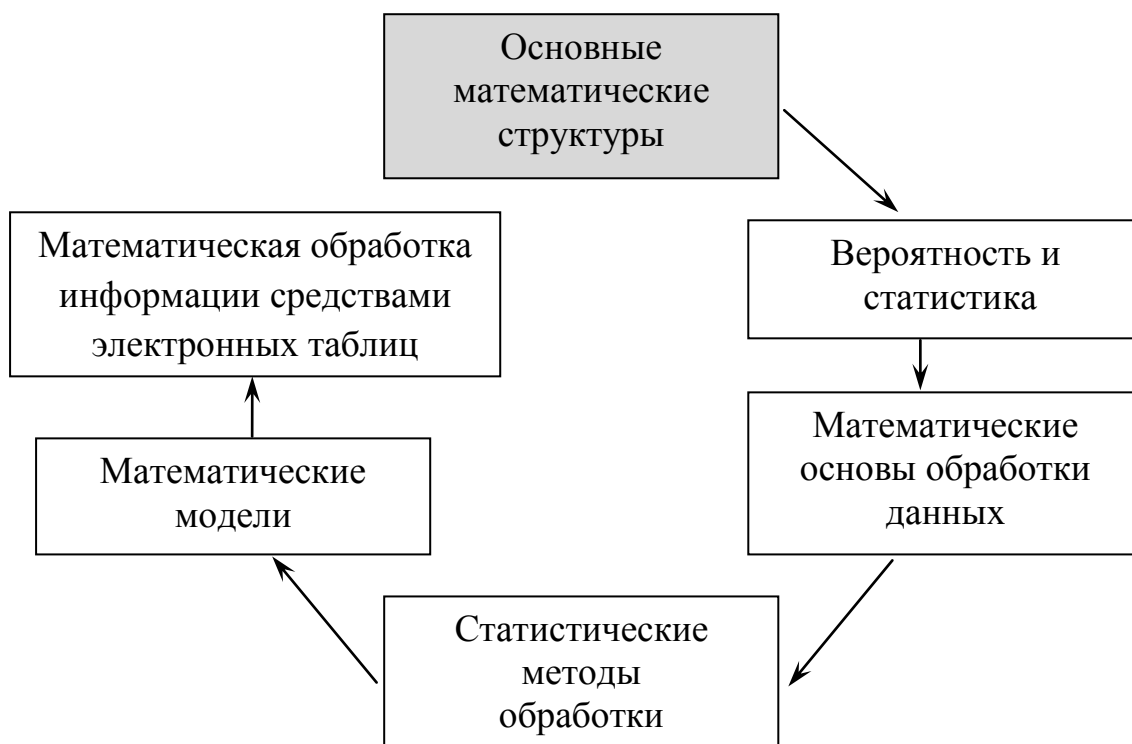 Основные
математические
структуры
Вероятность и
статистика
Математические
основы обработки
данных
Статистические
методы
обработки
Математические
модели
Математическая обработка
информации средствами
электронных таблиц